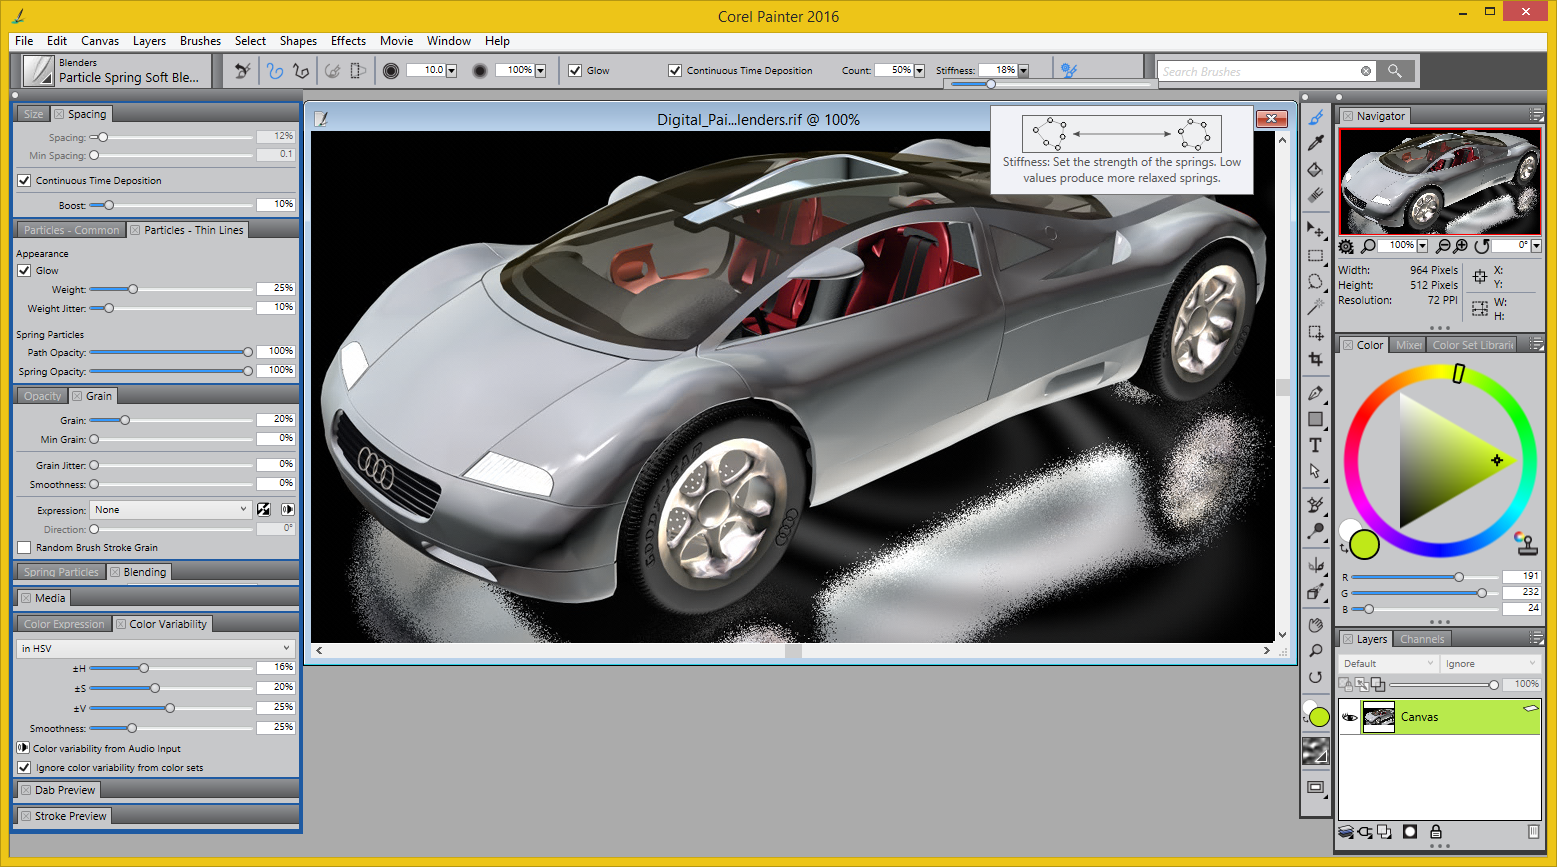 Corel Painter 2016
File Edit Canvas Layers Brushes Select Shapes Effects Movie Window Help
Blenders
Particle Spring Soft Ble...
10.0 100% Glow Continuous Time Deposition Count: 50% Stiffness: 18%
Search Brushes
Size Spacing
Spacing: 12%
Min Spacing: 0.1
Continuous Time Deposition
Boost: 10%
Particles - Common Particles - Thin Lines
Appearance
Glow
Weight: 25%
Weight Jitter: 10%
Spring Particles
Path Opacity: 100%
Spring Opacity: 100%
Opacity Grain
Grain: 20%
Min Grain: 0%
Grain Jitter: 0%
Smoothness: 0%
Expression: None
Direction: 0°
Random Brush Stroke Grain
Spring Particles Blending
Media
Color Expression Color Variability
in HSV
±H 16%
±S 20%
±V 25%
Smoothness: 25%
Color variability from Audio Input
Ignore color variability from color sets
Dab Preview
Stroke Preview
Digital_Pai...lenders.rif @ 100%
Stiffness: Set the strength of the springs. Low
values produce more relaxed springs.
T
Navigator
100% 0°
Width: 964 Pixels X:
Height: 512 Pixels Y:
Resolution: 72 PPI W:
H:
Color Mixer Color Set Librarie
R 191
G 232
B 24
Layers Channels
Default Ignore
100%
Canvas